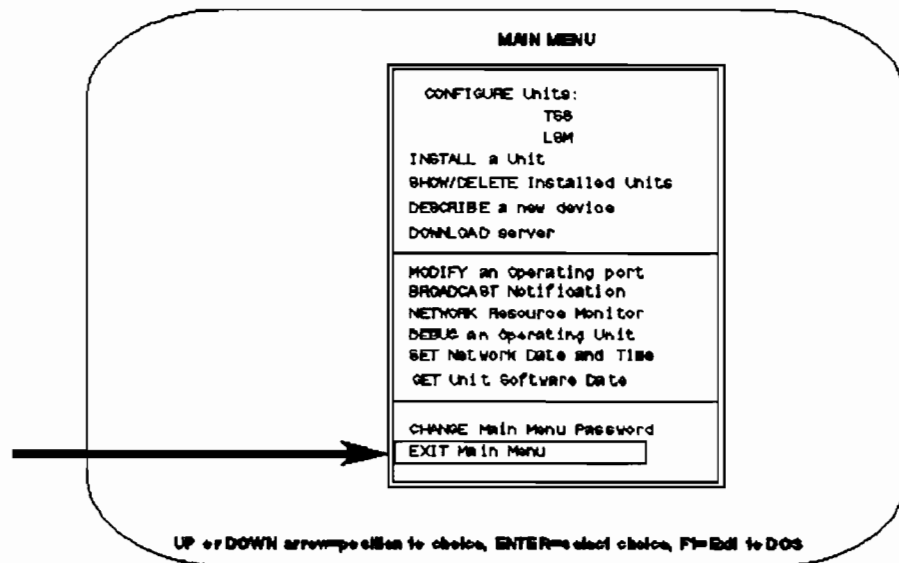 MAIN MENU
CONFIGURE Units:
TSS
LSM
INSTALL a Unit
SHOW/DELETE Installed Units
DESCRIBE a new device
DOWNLOAD server
MODIFY an Operating port
BROADCAST Notification
NETWORK Resource Monitor
DEBUG an Operating Unit
SET Network Date and Time
GET Unit Software Date
CHANGE Main Menu Password
EXIT Main Menu
UP or DOWN arrow=position to choice, ENTER=select choice, F1=Exit to DOS